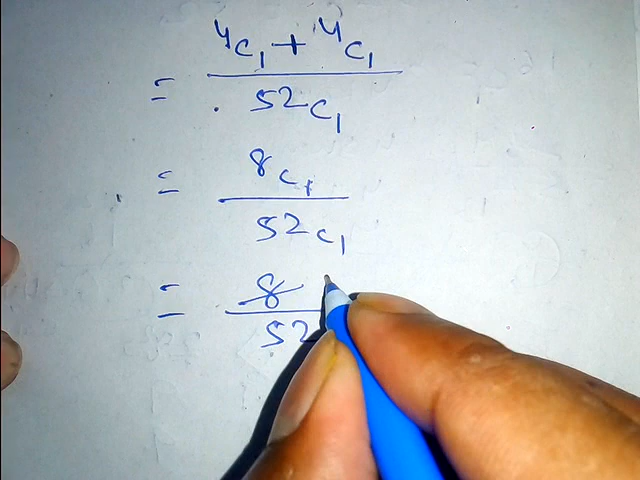 = ⁴C₁ + ⁴C₁ / ⁵²C₁
= ⁸C₁ / ⁵²C₁
= 8 / 52